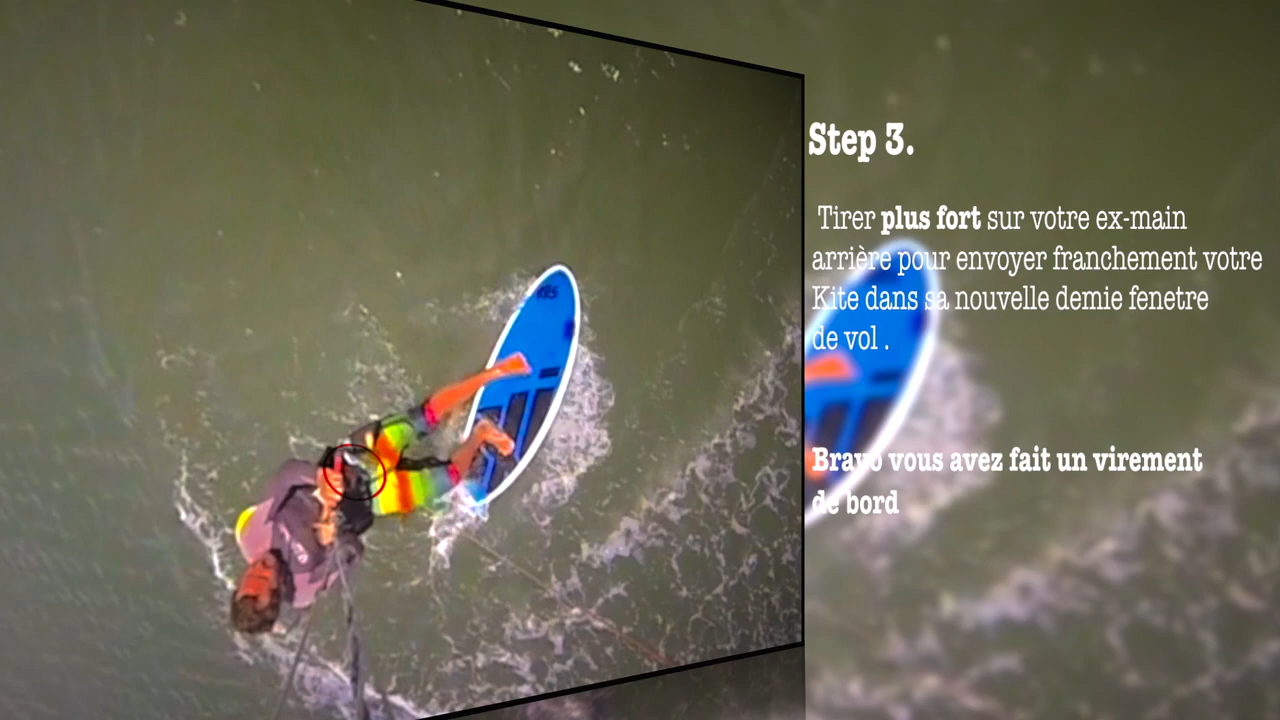 Step 3.
Tirer plus fort sur votre ex-main
arrière pour envoyer franchement votre
Kite dans sa nouvelle demie fenetre
de vol .
Bravo vous avez fait un virement
de bord